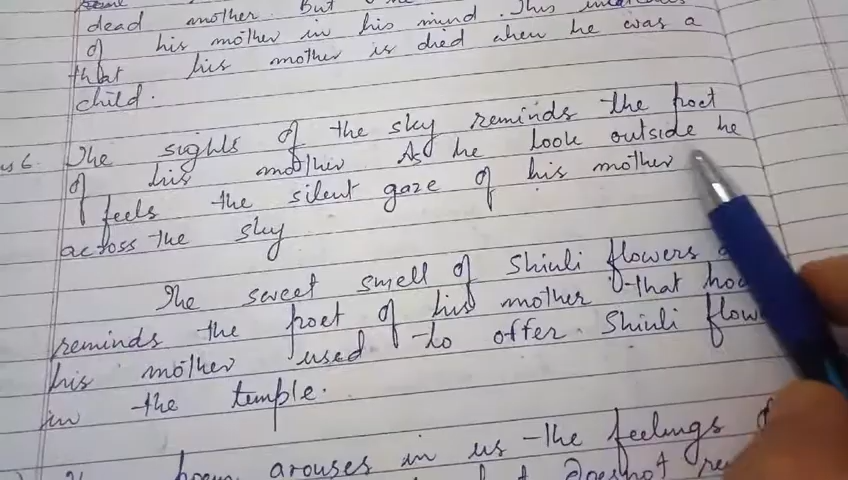 dead mother. But
of his mother in his mind. This
that his mother is died when he was a
child.
ns 6. The sights of the sky reminds the poet
of his mother As he look outside he
feels the silent gaze of his mother
across the sky
The sweet smell of Shiuli flowers
reminds the poet of his mother that
his mother used to offer. Shiuli
in the temple.
arouses in us the feelings
doesnot